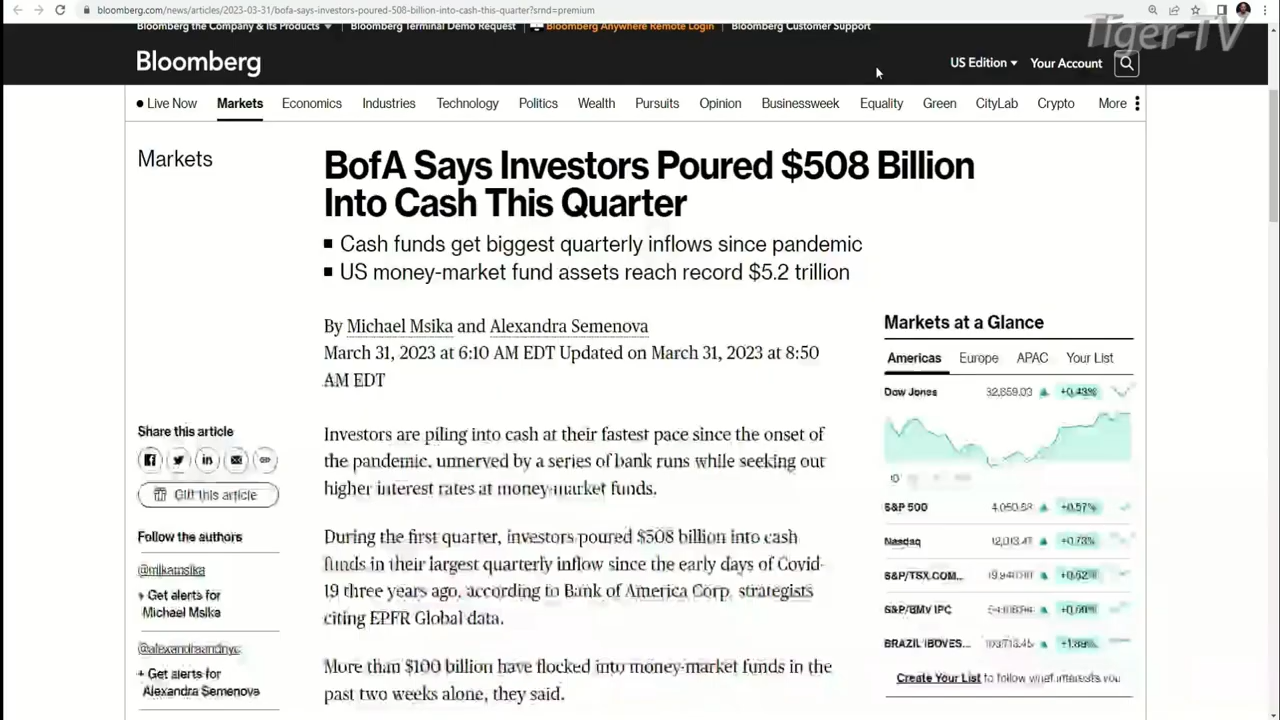 bloomberg.com/news/articles/2023-03-31/bofa-says-investors-poured-508-billion-into-cash-this-quarter?srnd=premium
Tiger-TV
Bloomberg the Company & Its Products Bloomberg Terminal Demo Request Bloomberg Anywhere Remote Login Bloomberg Customer Support
Bloomberg
US Edition Your Account
Live Now Markets Economics Industries Technology Politics Wealth Pursuits Opinion Businessweek Equality Green CityLab Crypto More
Markets
BofA Says Investors Poured $508 Billion
Into Cash This Quarter
Cash funds get biggest quarterly inflows since pandemic
US money-market fund assets reach record $5.2 trillion
By Michael Msika and Alexandra Semenova
March 31, 2023 at 6:10 AM EDT Updated on March 31, 2023 at 8:50
AM EDT
Share this article
Gift this article
Follow the authors
@mikamsika
+ Get alerts for
Michael Msika
@alexandraandnyc
+ Get alerts for
Alexandra Semenova
Investors are piling into cash at their fastest pace since the onset of
the pandemic, unnerved by a series of bank runs while seeking out
higher interest rates at money-market funds.
During the first quarter, investors poured $508 billion into cash
funds in their largest quarterly inflow since the early days of Covid-
19 three years ago, according to Bank of America Corp. strategists
citing EPFR Global data.
More than $100 billion have flocked into money-market funds in the
past two weeks alone, they said.
Markets at a Glance
Americas Europe APAC Your List
Dow Jones 32,859.03 +0.43%
S&P 500 +0.57%
Nasdaq +0.73%
S&P/TSX COM... +0.52%
S&P/BMV IPC
BRAZIL IBOVES...
Create Your List to follow what interests you